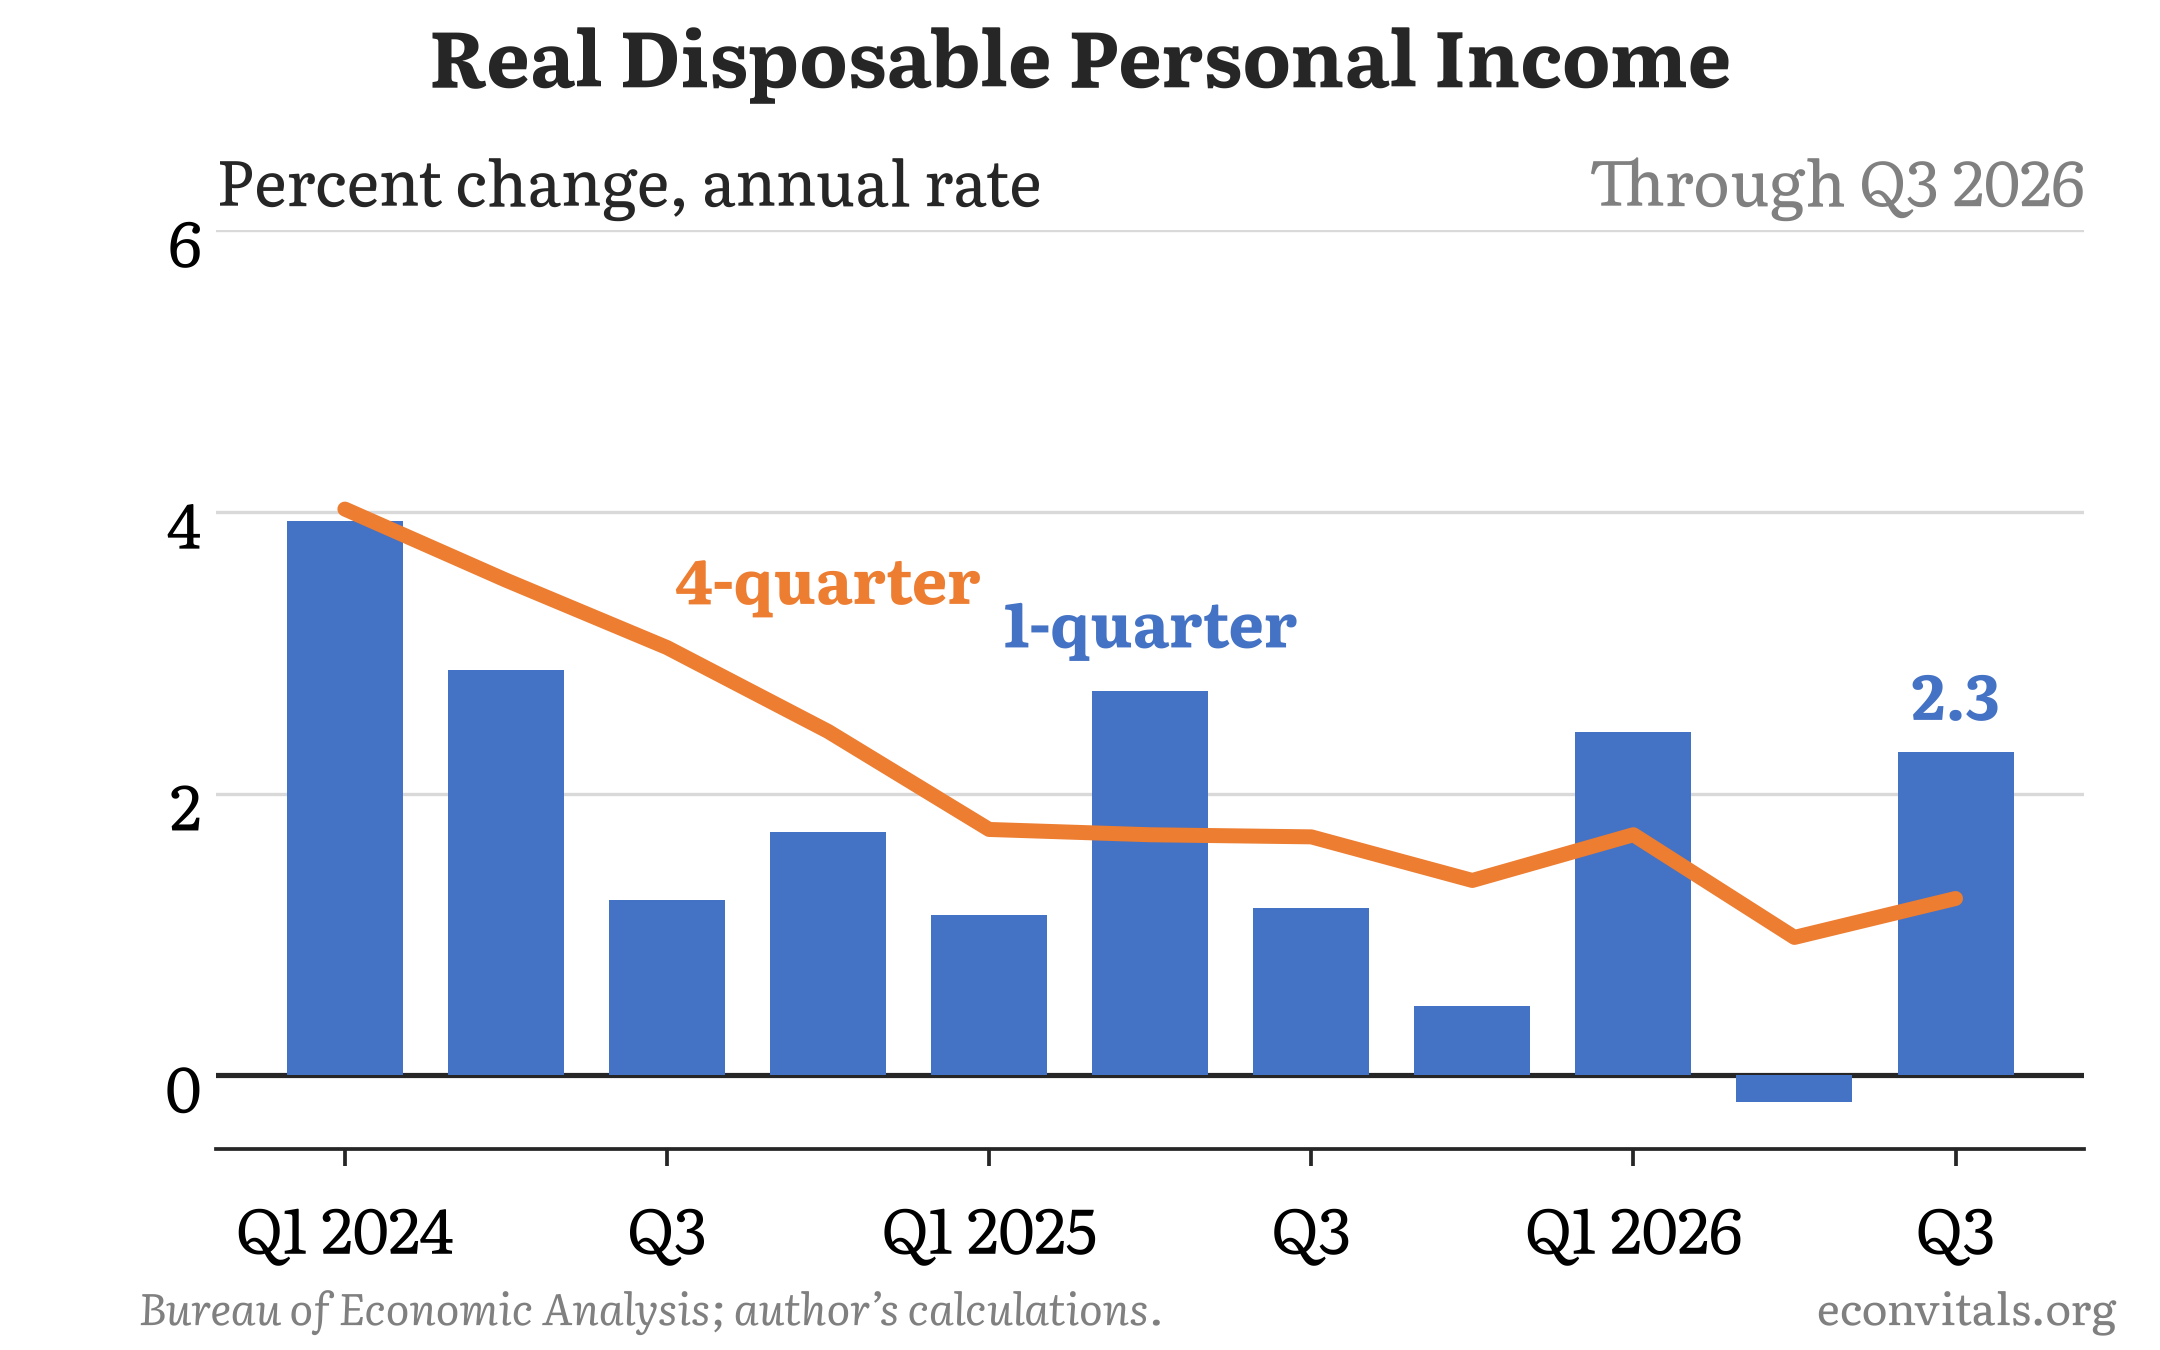 Real Disposable Personal Income
Percent change, annual rate
Through Q3 2026
6
4
4-quarter
1-quarter
2.3
2
0
Q1 2024 Q3 Q1 2025 Q3 Q1 2026 Q3
Bureau of Economic Analysis; author’s calculations.
econvitals.org